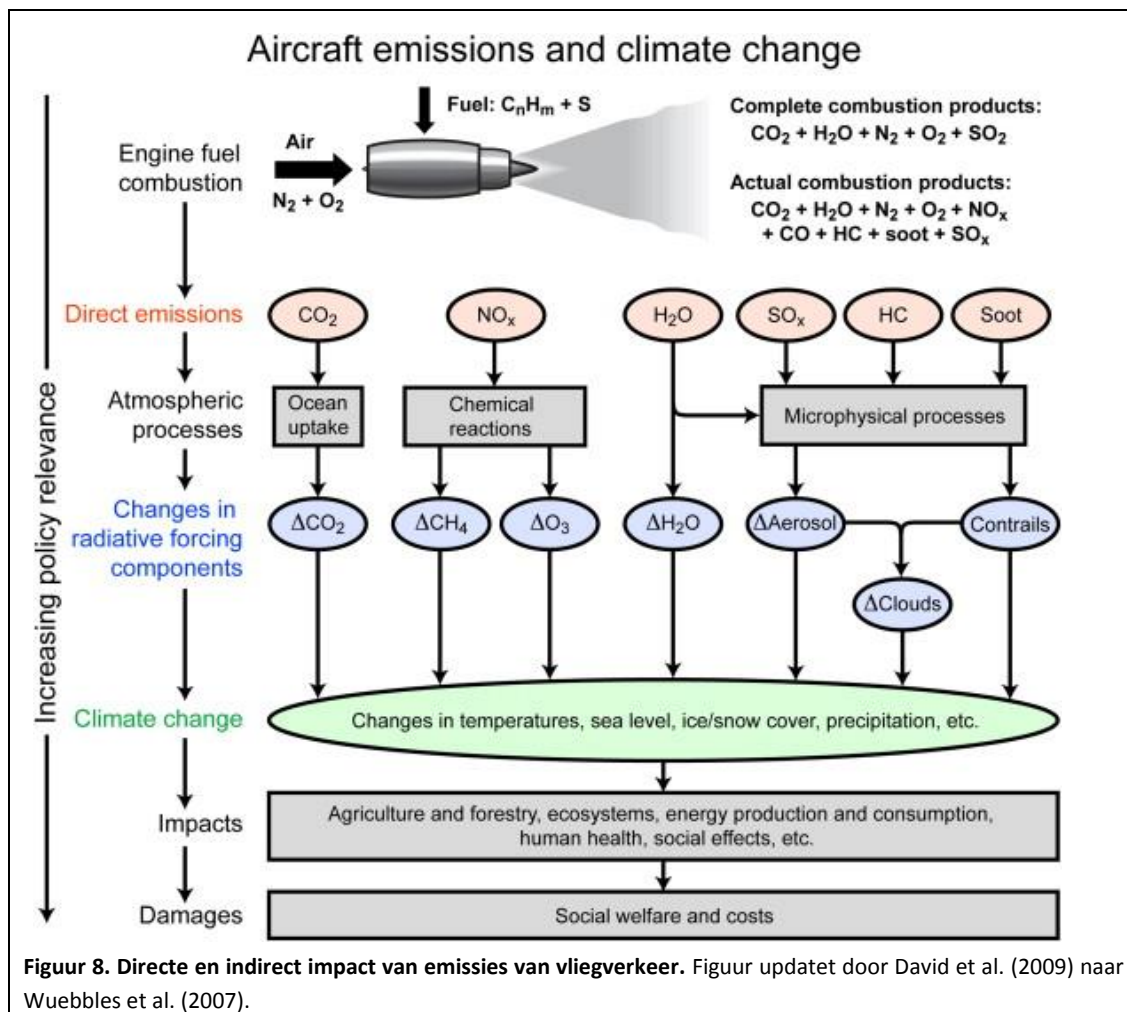 Aircraft emissions and climate change
Increasing policy relevance
Engine fuel
combustion
Air
N₂ + O₂
Fuel: CₙHₘ + S
Complete combustion products:
CO₂ + H₂O + N₂ + O₂ + SO₂
Actual combustion products:
CO₂ + H₂O + N₂ + O₂ + NOₓ
+ CO + HC + soot + SOₓ
Direct emissions
CO₂
NOₓ
H₂O
SOₓ
HC
Soot
Atmospheric
processes
Ocean
uptake
Chemical
reactions
Microphysical processes
Changes in
radiative forcing
components
ΔCO₂
ΔCH₄
ΔO₃
ΔH₂O
ΔAerosol
Contrails
ΔClouds
Climate change
Changes in temperatures, sea level, ice/snow cover, precipitation, etc.
Impacts
Agriculture and forestry, ecosystems, energy production and consumption,
human health, social effects, etc.
Damages
Social welfare and costs
Figuur 8. Directe en indirect impact van emissies van vliegverkeer. Figuur updatet door David et al. (2009) naar
Wuebbles et al. (2007).